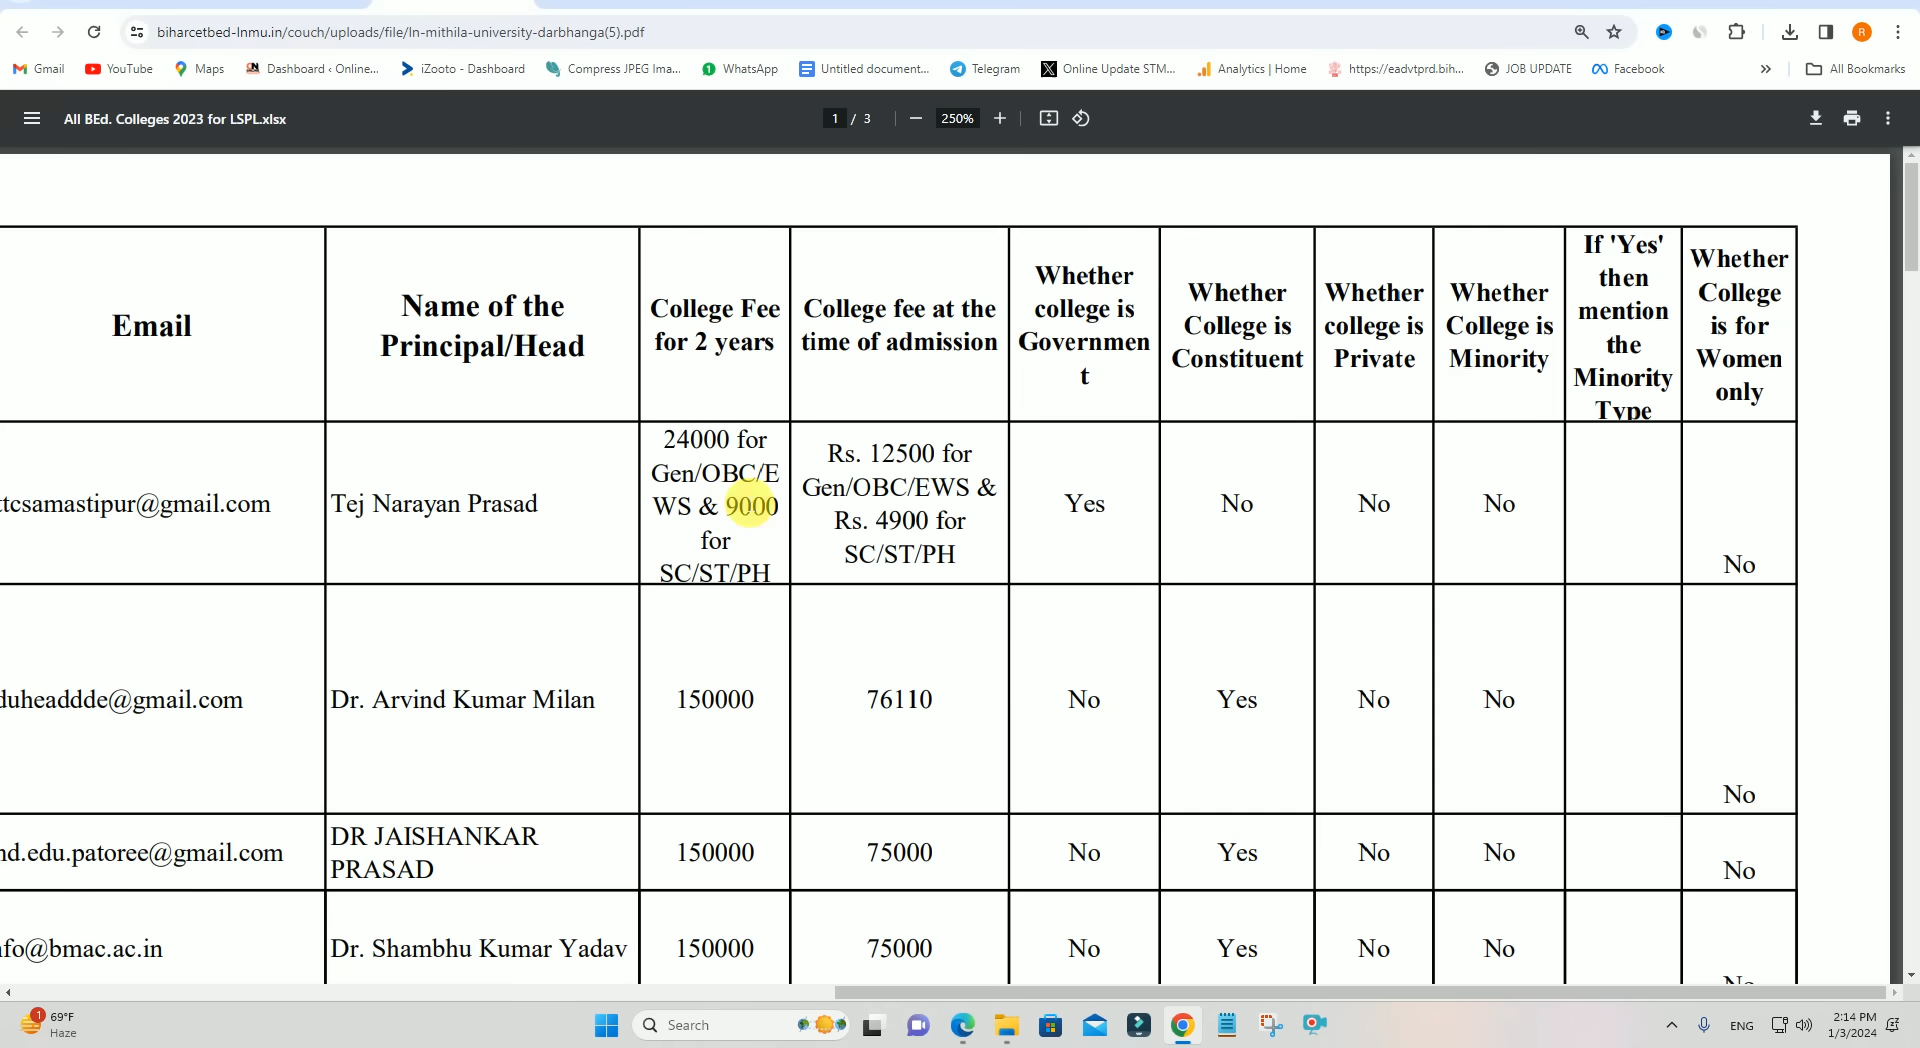 biharcetbed-lnmu.in/couch/uploads/file/ln-mithila-university-darbhanga(5).pdf
R
Gmail
YouTube
Maps
Dashboard ‹ Online...
iZooto - Dashboard
Compress JPEG Ima...
WhatsApp
Untitled document...
Telegram
Online Update STM...
Analytics | Home
https://eadvtprd.bih...
JOB UPDATE
Facebook
»
All Bookmarks
All BEd. Colleges 2023 for LSPL.xlsx
1 / 3
250%
Email
Name of the
Principal/Head
College Fee
for 2 years
College fee at the
time of admission
Whether
college is
Governmen
t
Whether
College is
Constituent
Whether
college is
Private
Whether
College is
Minority
If 'Yes'
then
mention
the
Minority
Type
Whether
College
is for
Women
only
ttcsamastipur@gmail.com
Tej Narayan Prasad
24000 for
Gen/OBC/E
WS & 9000
for
SC/ST/PH
Rs. 12500 for
Gen/OBC/EWS &
Rs. 4900 for
SC/ST/PH
Yes
No
No
No
No
duheaddde@gmail.com
Dr. Arvind Kumar Milan
150000
76110
No
Yes
No
No
No
nd.edu.patoree@gmail.com
DR JAISHANKAR
PRASAD
150000
75000
No
Yes
No
No
No
nfo@bmac.ac.in
Dr. Shambhu Kumar Yadav
150000
75000
No
Yes
No
No
No
1
69°F
Haze
Search
ENG
2:14 PM
1/3/2024